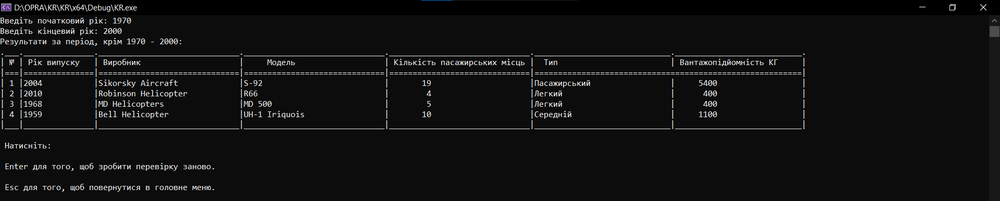 D:\OPRA\KR\KR\x64\Debug\KR.exe
Введіть початковий рік: 1970
Введіть кінцевий рік: 2000
Результати за період, крім 1970 - 2000:
| № | Рік випуску | Виробник | Модель | Кількість пасажирських місць | Тип | Вантажопідйомність КГ |
| 1 |2004 |Sikorsky Aircraft |S-92 | 19 |Пасажирський | 5400 |
| 2 |2010 |Robinson Helicopter |R66 | 4 |Легкий | 400 |
| 3 |1968 |MD Helicopters |MD 500 | 5 |Легкий | 400 |
| 4 |1959 |Bell Helicopter |UH-1 Iriquois | 10 |Середній | 1100 |
Натисніть:
Enter для того, щоб зробити перевірку заново.
Esc для того, щоб повернутися в головне меню.